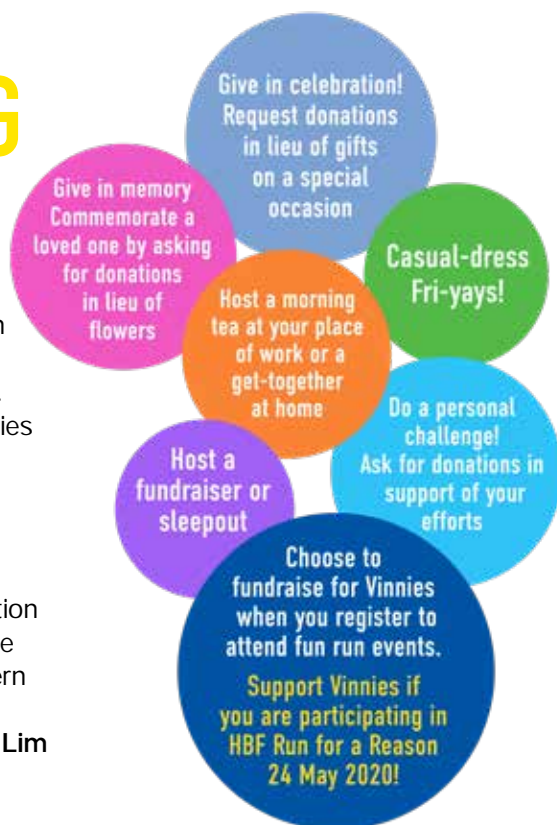 G
n
.
ies
tion
e
ern
Lim
Give in celebration!
Request donations
in lieu of gifts
on a special
occasion
Give in memory
Commemorate a
loved one by asking
for donations
in lieu of
flowers
Casual-dress
Fri-yays!
Host a morning
tea at your place
of work or a
get-together
at home
Do a personal
challenge!
Ask for donations in
support of your
efforts
Host a
fundraiser or
sleepout
Choose to
fundraise for Vinnies
when you register to
attend fun run events.
Support Vinnies if
you are participating in
HBF Run for a Reason
24 May 2020!